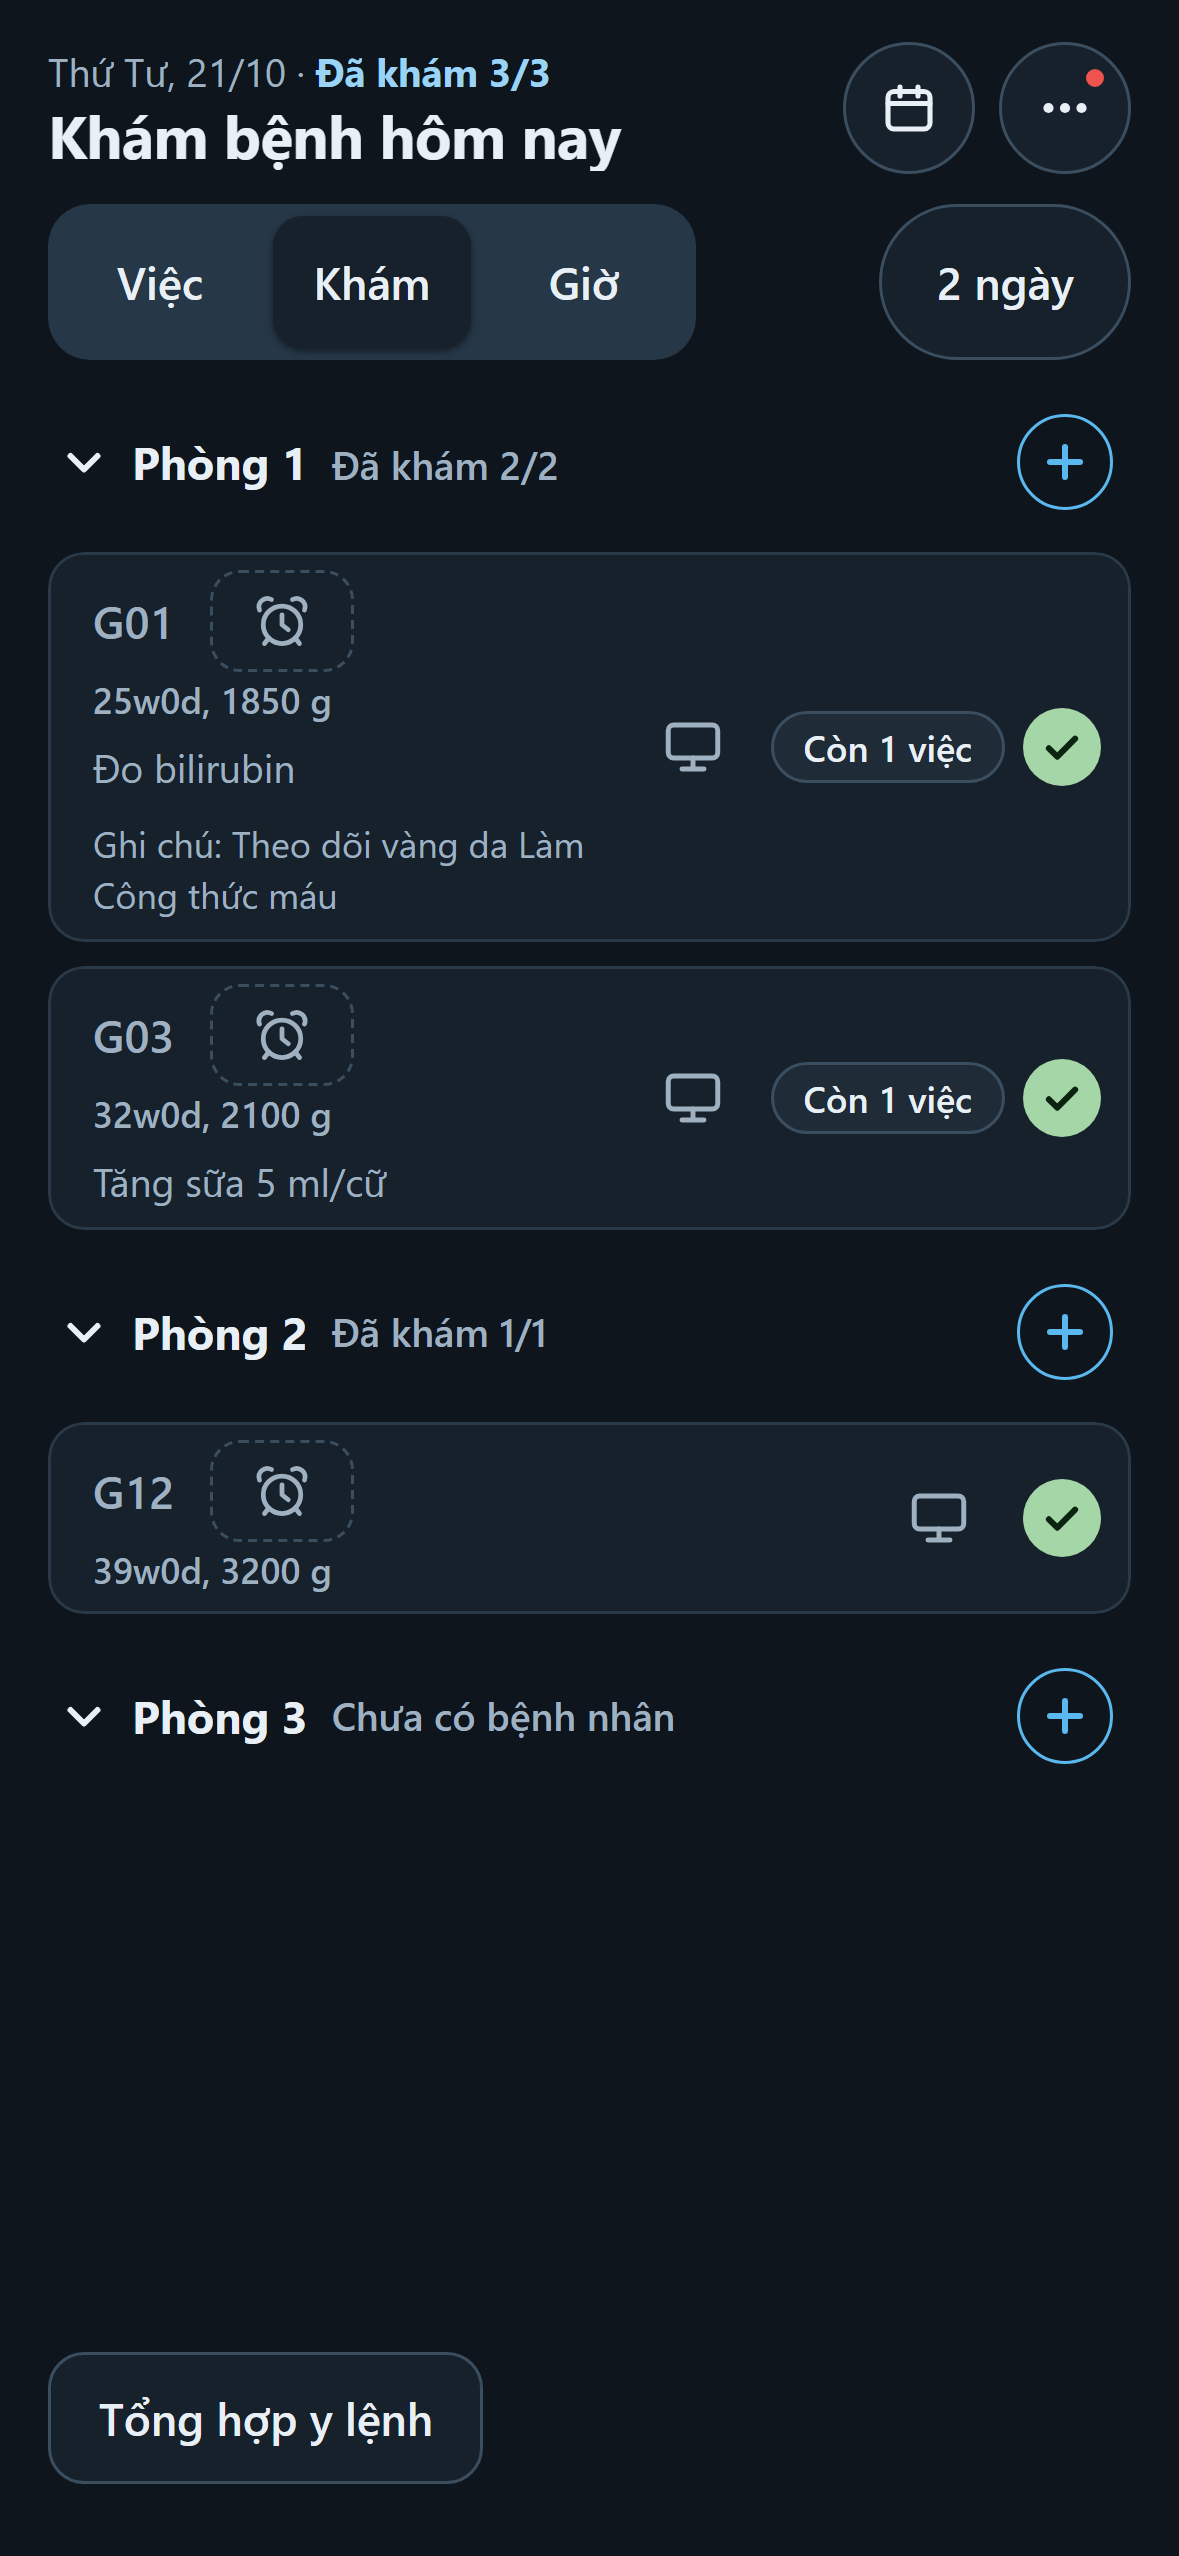 Thứ Tư, 21/10 · Đã khám 3/3
Khám bệnh hôm nay
Việc
Khám
Giờ
2 ngày
Phòng 1 Đã khám 2/2
G01
25w0d, 1850 g
Đo bilirubin
Còn 1 việc
Ghi chú: Theo dõi vàng da Làm
Công thức máu
G03
32w0d, 2100 g
Còn 1 việc
Tăng sữa 5 ml/cữ
Phòng 2 Đã khám 1/1
G12
39w0d, 3200 g
Phòng 3 Chưa có bệnh nhân
Tổng hợp y lệnh